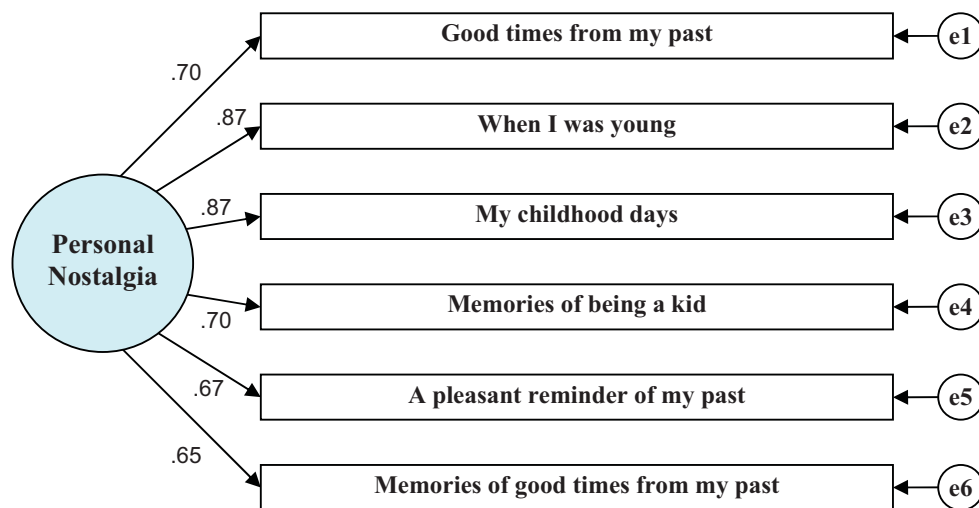 Good times from my past
e1
.70
.87
When I was young
e2
.87
My childhood days
e3
Personal
Nostalgia
Memories of being a kid
e4
.70
.67
A pleasant reminder of my past
e5
.65
Memories of good times from my past
e6